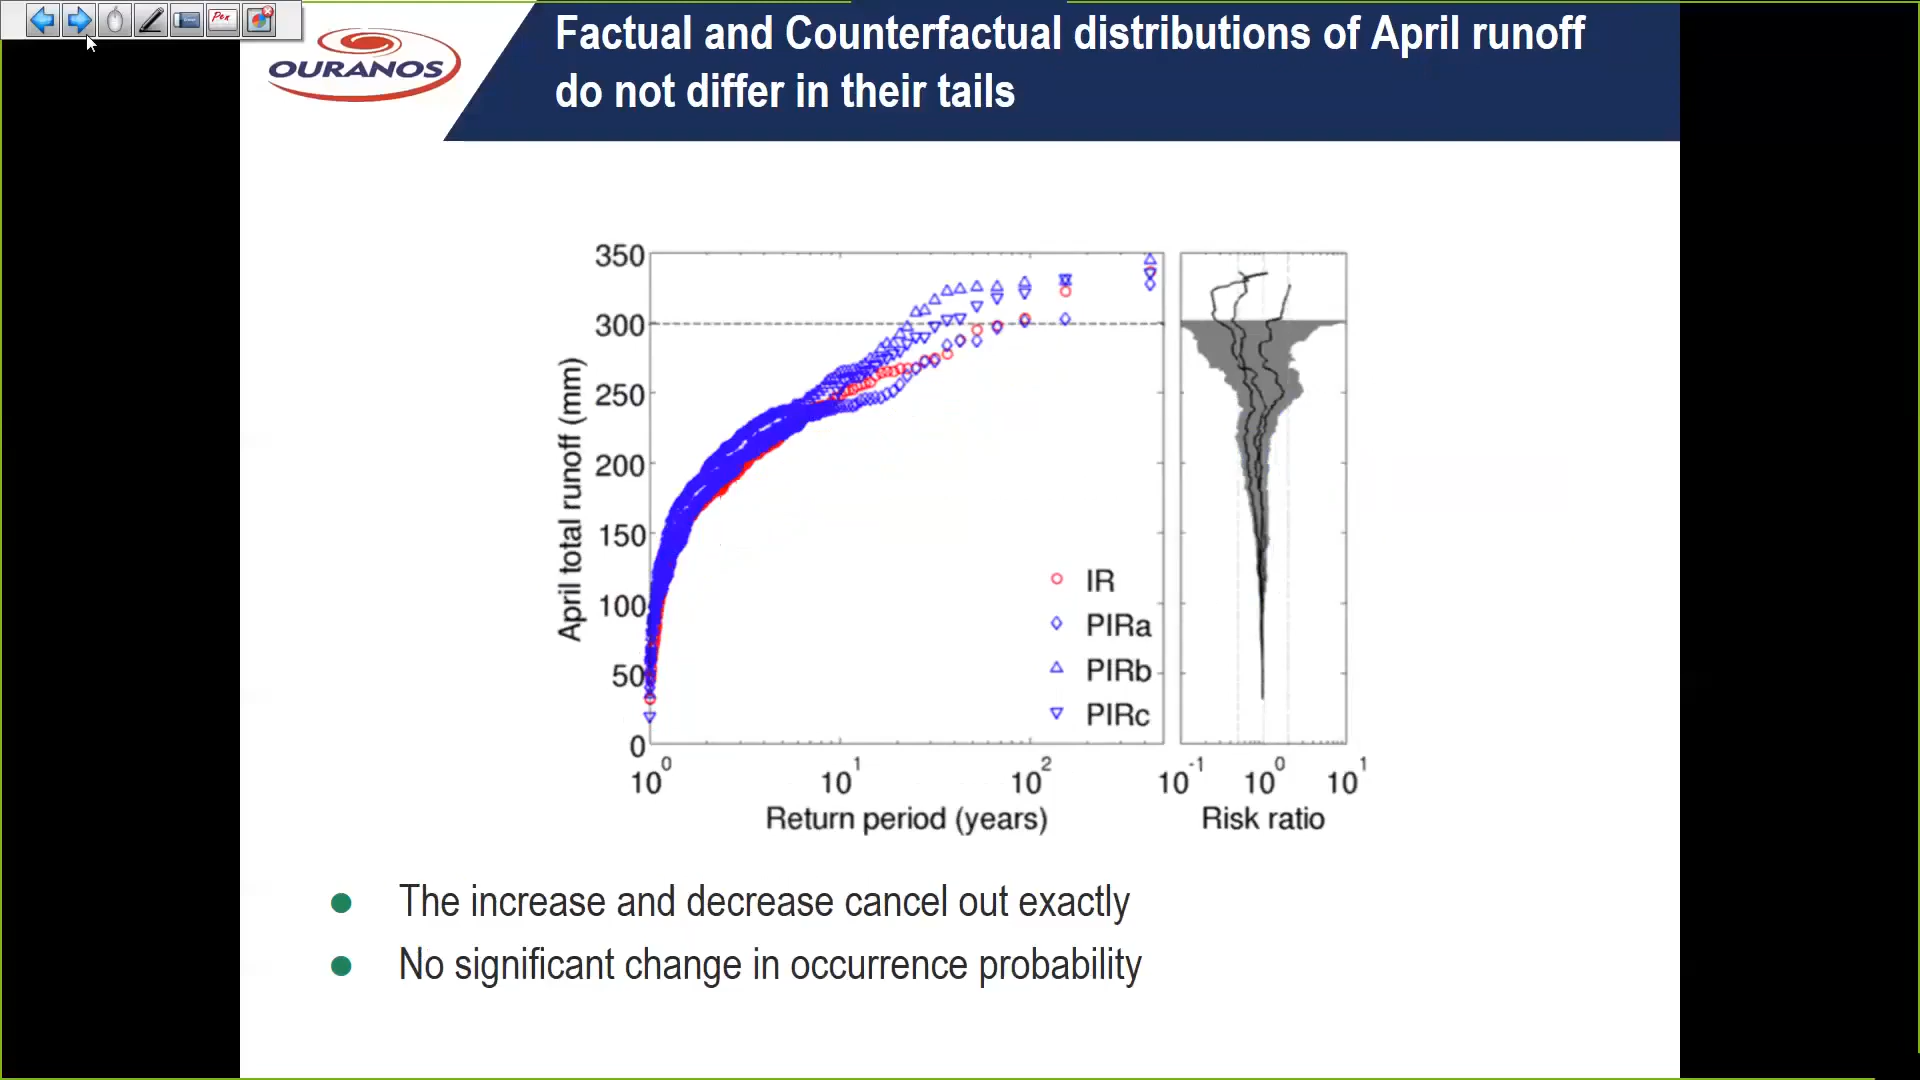 Pen
OURANOS
Factual and Counterfactual distributions of April runoff
do not differ in their tails
350
300
250
200
150
100
50
0
April total runoff (mm)
IR
PIRa
PIRb
PIRc
10^0 10^1 10^2
Return period (years)
10^-1 10^0 10^1
Risk ratio
The increase and decrease cancel out exactly
No significant change in occurrence probability